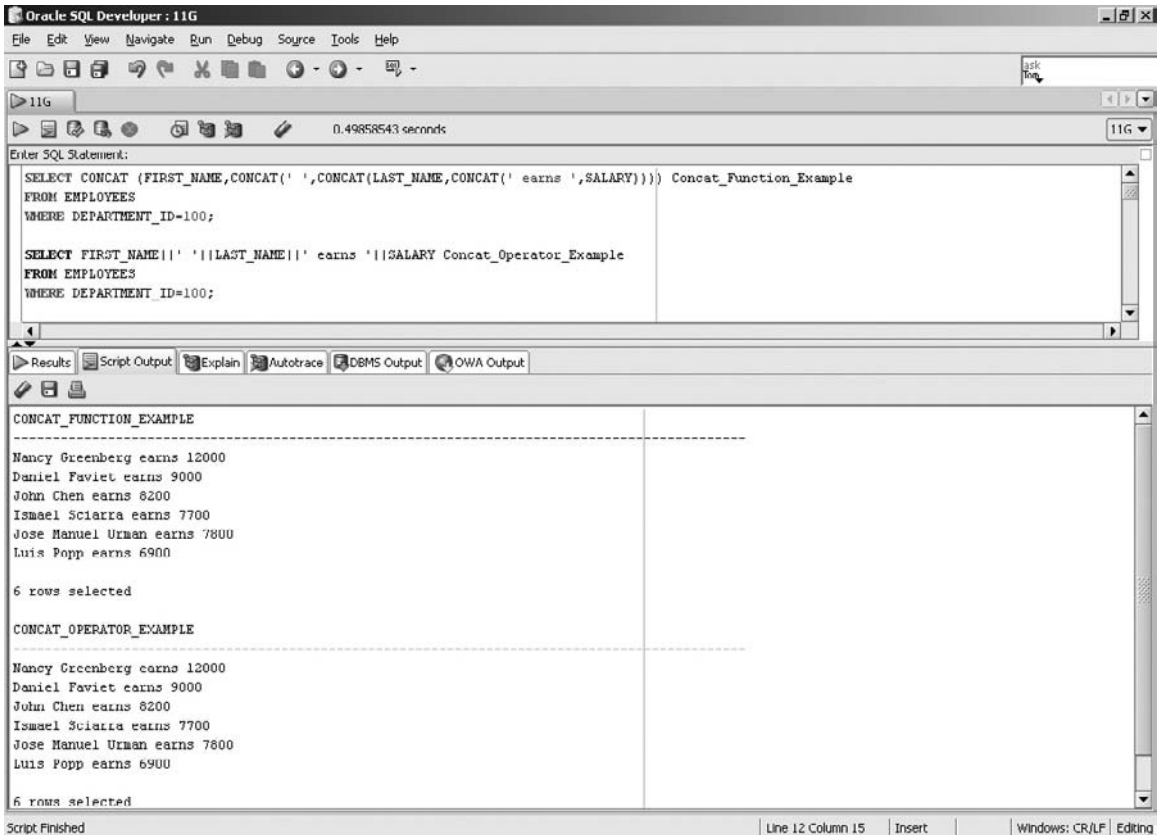 Oracle SQL Developer : 11G
File Edit View Navigate Run Debug Source Tools Help
ask Tom
11G
0.49858543 seconds
11G
Enter SQL Statement:
SELECT CONCAT (FIRST_NAME,CONCAT(' ',CONCAT(LAST_NAME,CONCAT(' earns ',SALARY)))) Concat_Function_Example
FROM EMPLOYEES
WHERE DEPARTMENT_ID=100;
SELECT FIRST_NAME||' '||LAST_NAME||' earns '||SALARY Concat_Operator_Example
FROM EMPLOYEES
WHERE DEPARTMENT_ID=100;
Results Script Output Explain Autotrace DBMS Output OWA Output
CONCAT_FUNCTION_EXAMPLE
Nancy Greenberg earns 12000
Daniel Faviet earns 9000
John Chen earns 8200
Ismael Sciarra earns 7700
Jose Manuel Urman earns 7800
Luis Popp earns 6900
6 rows selected
CONCAT_OPERATOR_EXAMPLE
Nancy Greenberg earns 12000
Daniel Faviet earns 9000
John Chen earns 8200
Ismael Sciarra earns 7700
Jose Manuel Urman earns 7800
Luis Popp earns 6900
6 rows selected
Script Finished Line 12 Column 15 Insert Windows: CR/LF Editing